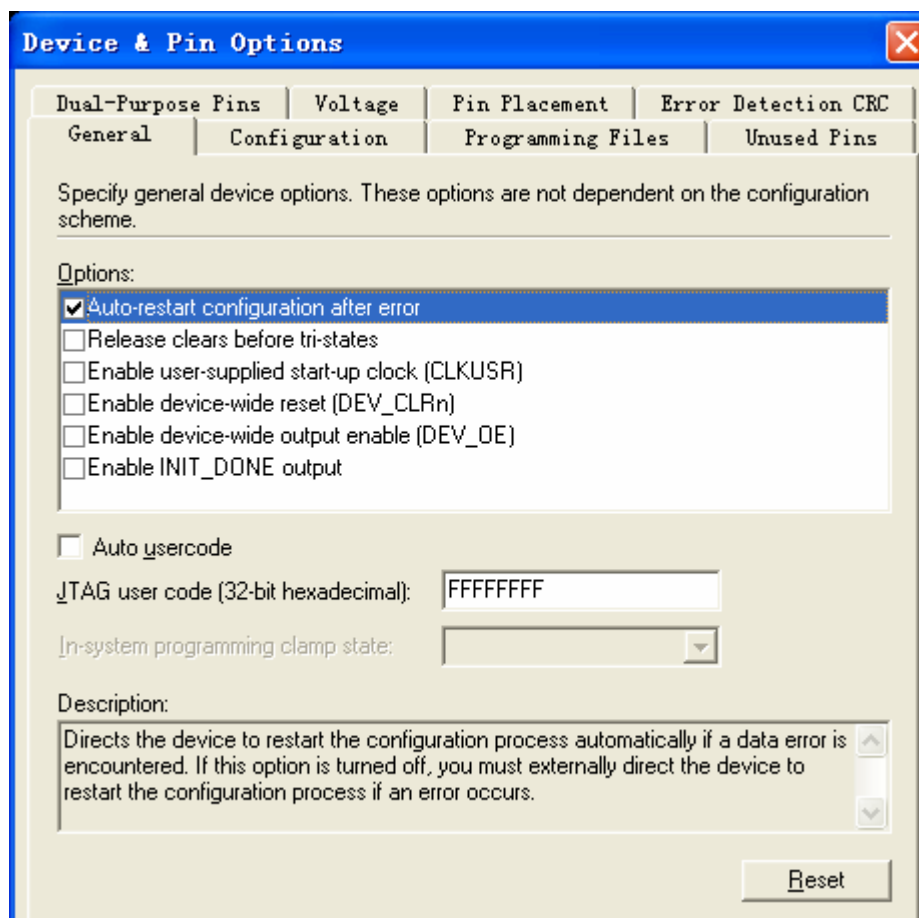 Device & Pin Options
Dual-Purpose Pins
Voltage
Pin Placement
Error Detection CRC
General
Configuration
Programming Files
Unused Pins
Specify general device options. These options are not dependent on the configuration
scheme.
Options:
Auto-restart configuration after error
Release clears before tri-states
Enable user-supplied start-up clock (CLKUSR)
Enable device-wide reset (DEV_CLRn)
Enable device-wide output enable (DEV_OE)
Enable INIT_DONE output
Auto usercode
JTAG user code (32-bit hexadecimal):
FFFFFFFF
In-system programming clamp state:
Description:
Directs the device to restart the configuration process automatically if a data error is
encountered. If this option is turned off, you must externally direct the device to
restart the configuration process if an error occurs.
Reset